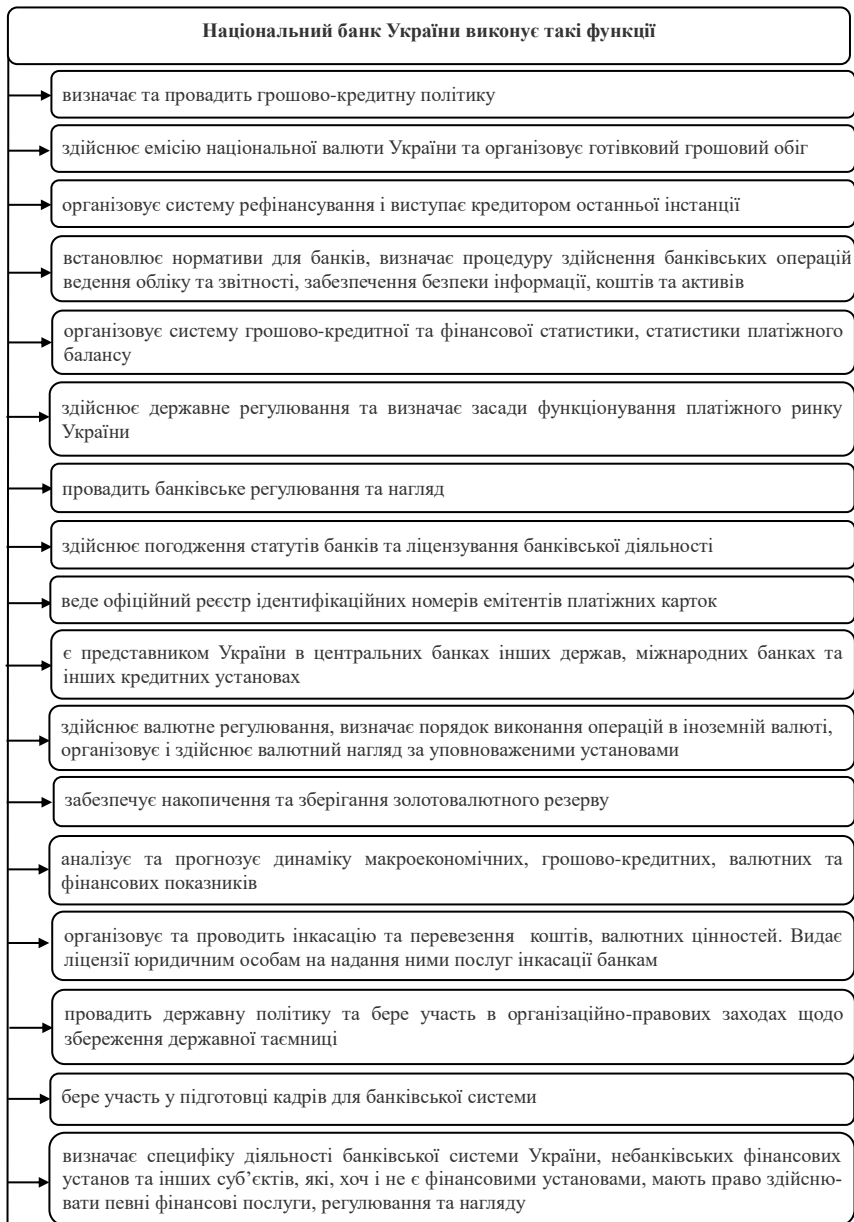 Національний банк України виконує такі функції
визначає та провадить грошово-кредитну політику
здійснює емісію національної валюти України та організовує готівковий грошовий обіг
організовує систему рефінансування і виступає кредитором останньої інстанції
встановлює нормативи для банків, визначає процедуру здійснення банківських операцій
ведення обліку та звітності, забезпечення безпеки інформації, коштів та активів
організовує систему грошово-кредитної та фінансової статистики, статистики платіжного
балансу
здійснює державне регулювання та визначає засади функціонування платіжного ринку
України
провадить банківське регулювання та нагляд
здійснює погодження статутів банків та ліцензування банківської діяльності
веде офіційний реєстр ідентифікаційних номерів емітентів платіжних карток
є представником України в центральних банках інших держав, міжнародних банках та
інших кредитних установах
здійснює валютне регулювання, визначає порядок виконання операцій в іноземній валюті,
організовує і здійснює валютний нагляд за уповноваженими установами
забезпечує накопичення та зберігання золотовалютного резерву
аналізує та прогнозує динаміку макроекономічних, грошово-кредитних, валютних та
фінансових показників
організовує та проводить інкасацію та перевезення коштів, валютних цінностей. Видає
ліцензії юридичним особам на надання ними послуг інкасації банкам
провадить державну політику та бере участь в організаційно-правових заходах щодо
збереження державної таємниці
бере участь у підготовці кадрів для банківської системи
визначає специфіку діяльності банківської системи України, небанківських фінансових
установ та інших суб’єктів, які, хоч і не є фінансовими установами, мають право здійсню-
вати певні фінансові послуги, регулювання та нагляду